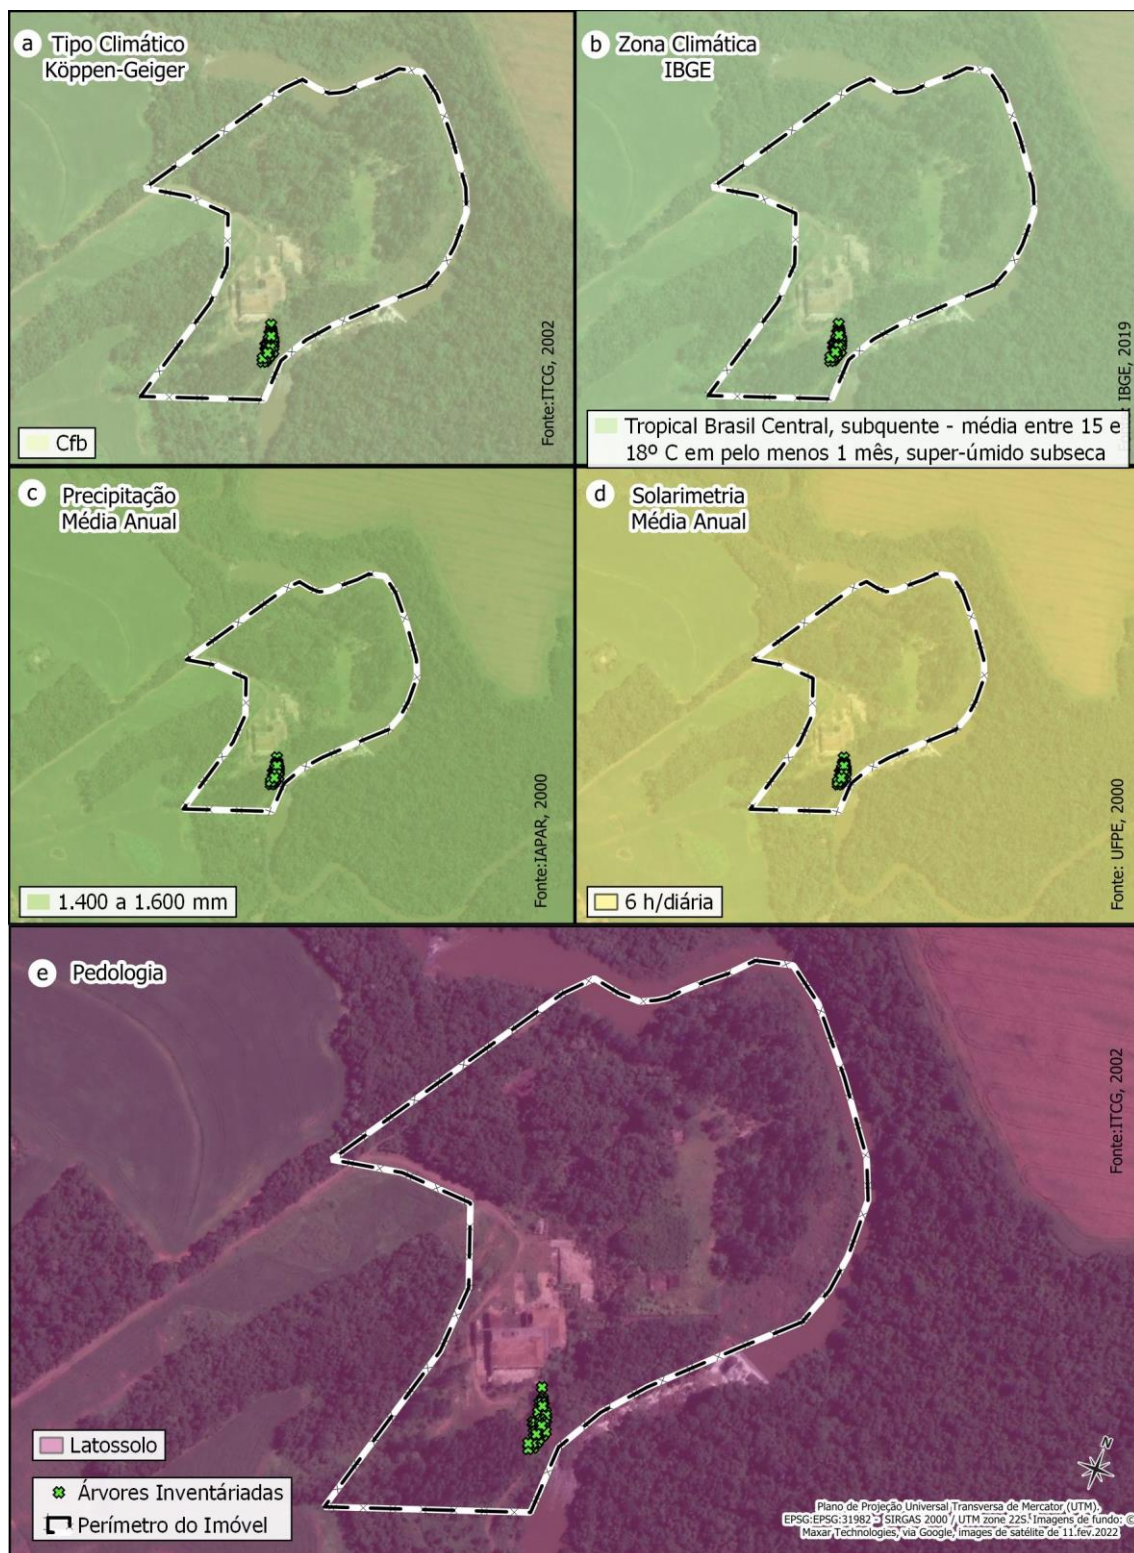 a Tipo Climático
Köppen-Geiger
Fonte:ITCG, 2002
Cfb
b Zona Climática
IBGE
IBGE, 2019
Tropical Brasil Central, subquente - média entre 15 e
18º C em pelo menos 1 mês, super-úmido subseca
c Precipitação
Média Anual
Fonte:IAPAR, 2000
1.400 a 1.600 mm
d Solarimetria
Média Anual
Fonte: UFPE, 2000
6 h/diária
e Pedologia
Fonte:ITCG, 2002
Latossolo
Árvores Inventáriadas
Perímetro do Imóvel
N
Plano de Projeção Universal Transversa de Mercator (UTM).
EPSG:EPSG:31982 - SIRGAS 2000 / UTM zone 22S. Imagens de fundo: ©
Maxar Technologies, via Google, images de satélite de 11.fev.2022